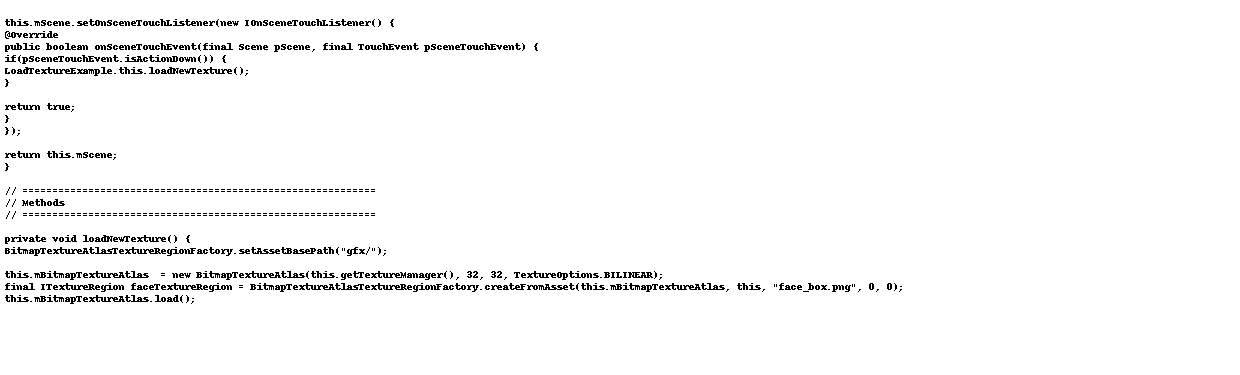 this.mScene.setOnSceneTouchListener(new IOnSceneTouchListener() {
@Override
public boolean onSceneTouchEvent(final Scene pScene, final TouchEvent pSceneTouchEvent) {
if(pSceneTouchEvent.isActionDown()) {
LoadTextureExample.this.loadNewTexture();
}
return true;
}
});
return this.mScene;
}
// ===========================================================
// Methods
// ===========================================================
private void loadNewTexture() {
BitmapTextureAtlasTextureRegionFactory.setAssetBasePath("gfx/");
this.mBitmapTextureAtlas  = new BitmapTextureAtlas(this.getTextureManager(), 32, 32, TextureOptions.BILINEAR);
final ITextureRegion faceTextureRegion = BitmapTextureAtlasTextureRegionFactory.createFromAsset(this.mBitmapTextureAtlas, this, "face_box.png", 0, 0);
this.mBitmapTextureAtlas.load();